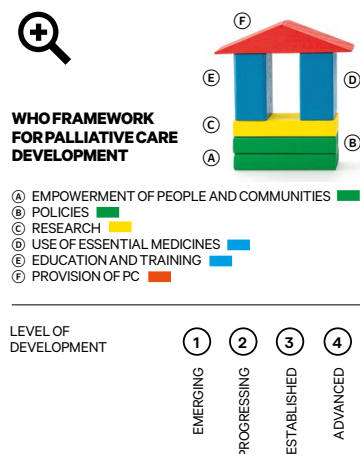 F
E
D
C
B
A
WHO FRAMEWORK
FOR PALLIATIVE CARE
DEVELOPMENT
A EMPOWERMENT OF PEOPLE AND COMMUNITIES
B POLICIES
C RESEARCH
D USE OF ESSENTIAL MEDICINES
E EDUCATION AND TRAINING
F PROVISION OF PC
LEVEL OF
DEVELOPMENT
1 2 3 4
EMERGING
PROGRESSING
ESTABLISHED
ADVANCED